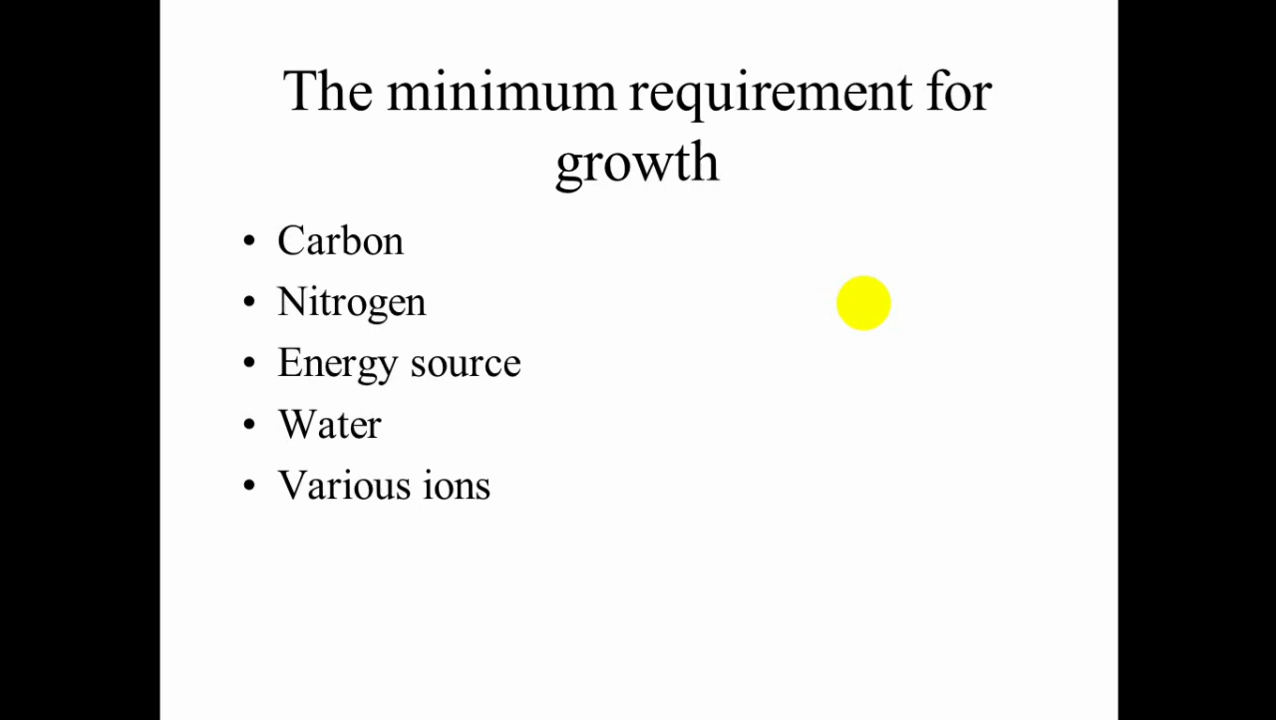 The minimum requirement for
growth
• Carbon
• Nitrogen
• Energy source
• Water
• Various ions